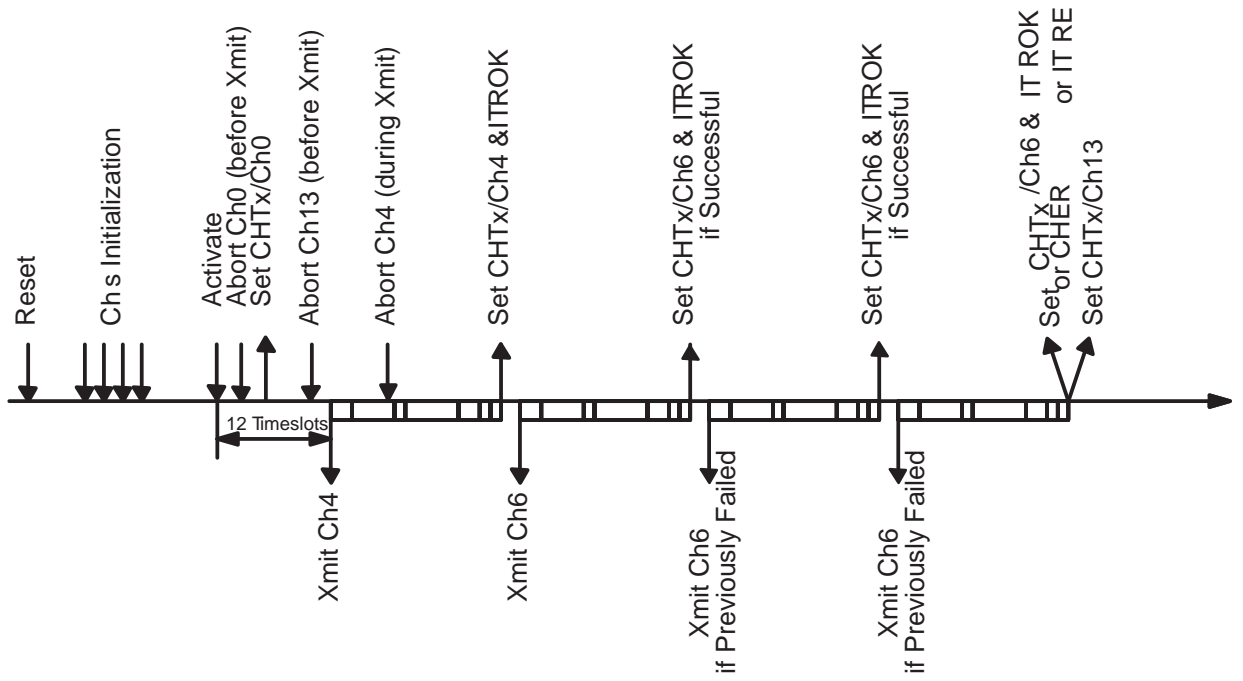 Reset
Ch s Initialization
Activate
Abort Ch0 (before Xmit)
Set CHTx/Ch0
Abort Ch13 (before Xmit)
Abort Ch4 (during Xmit)
Set CHTx/Ch4 &ITROK
Set CHTx/Ch6 & ITROK
if Successful
Set CHTx/Ch6 & ITROK
if Successful
Set CHTx /Ch6 & IT ROK
or CHER or IT RE
Set CHTx/Ch13
12 Timeslots
Xmit Ch4
Xmit Ch6
Xmit Ch6
if Previously Failed
Xmit Ch6
if Previously Failed